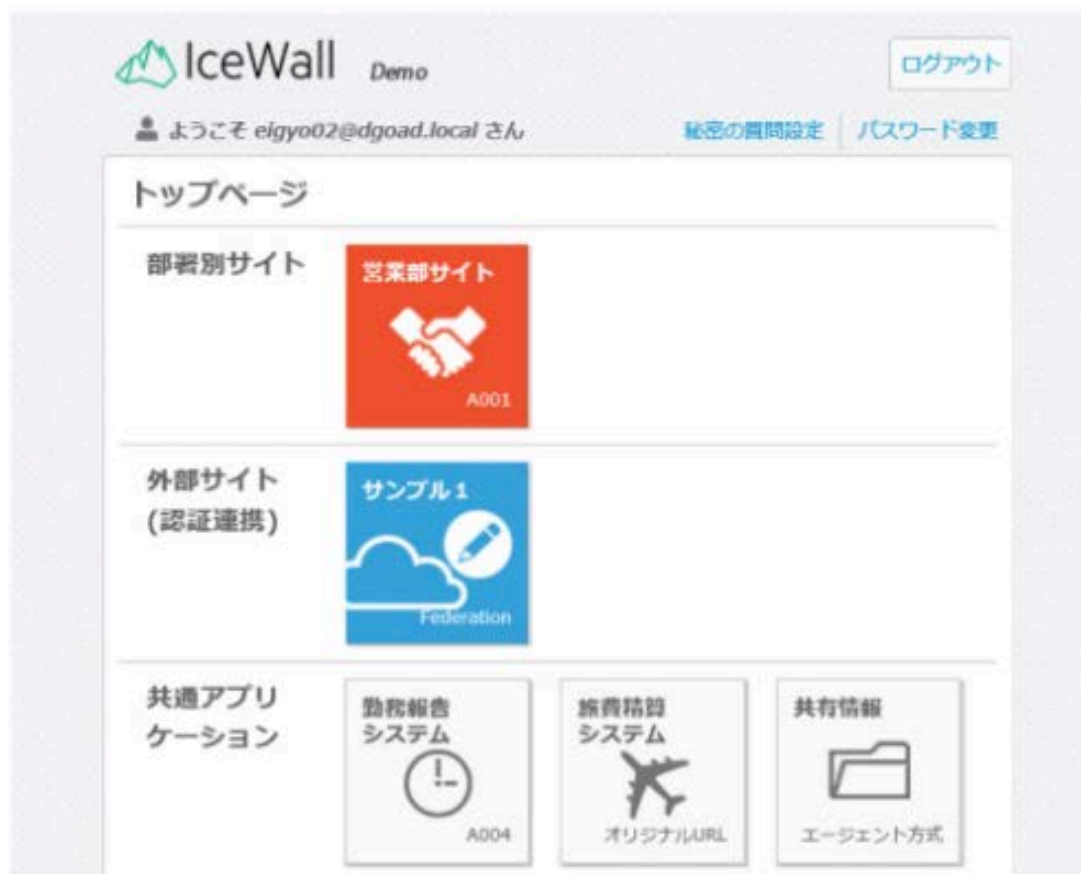 IceWall Demo
ログアウト
ようこそ eigyo02@dgoad.local さん
秘密の質問設定
パスワード変更
トップページ
部署別サイト
営業部サイト
A001
外部サイト
(認証連携)
サンプル1
Federation
共通アプリ
ケーション
勤務報告
システム
A004
旅費精算
システム
オリジナルURL
共有情報
エージェント方式